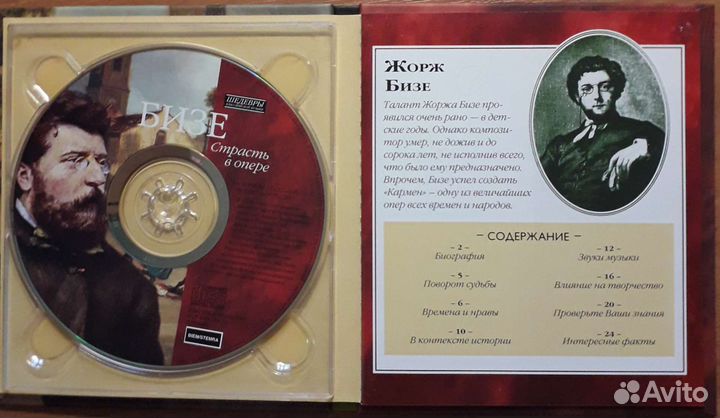 ШЕДЕВРЫ
БИЗЕ
Страсть
в опере
DIEM/STEMRA
ЖОРЖ
БИЗЕ
Талант Жоржа Бизе про-
явился очень рано — в дет-
ские годы. Однако компози-
тор умер, не дожив и до
сорока лет, не исполнив всего,
что было ему предназначено.
Впрочем, Бизе успел создать
«Кармен» – одну из величайших
опер всех времен и народов.
– СОДЕРЖАНИЕ –
– 2 –
Биография
– 5 –
Поворот судьбы
– 6 –
Времена и нравы
– 10 –
В контексте истории
– 12 –
Звуки музыки
– 16 –
Влияние на творчество
– 20 –
Проверьте Ваши знания
– 24 –
Интересные факты
Avito